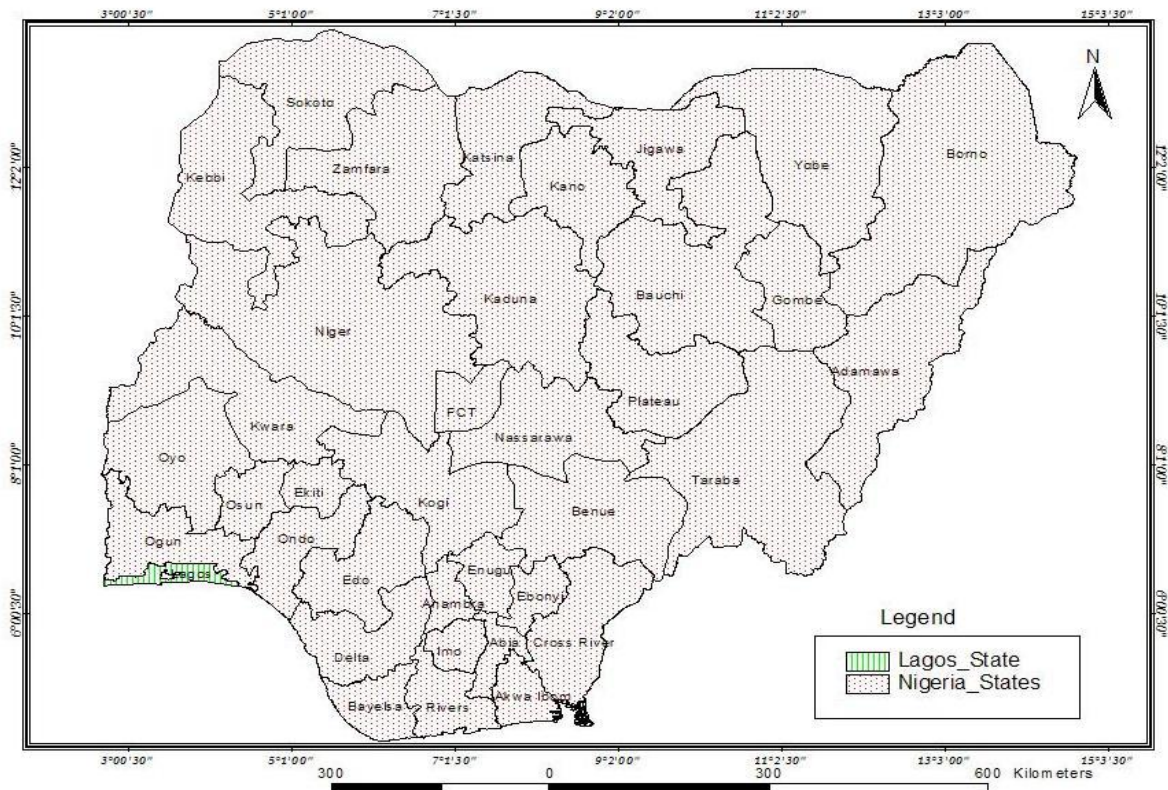 3°00'30" 5°1'00" 7°1'30" 9°2'00" 11°2'30" 13°3'00" 15°3'30"
N
Sokoto
Kebbi
Zamfara
Katsina
Kano
Jigawa
Yobe
Borno
12°2'00"
12°2'00"
Niger
Kaduna
Bauchi
Gombe
10°1'30"
10°1'30"
Adamawa
Plateau
FCT
Kwara
Nassarawa
Oyo
8°1'00"
8°1'00"
Taraba
Osun
Ekiti
Kogi
Benue
Ogun
Ondo
Lagos
Edo
Enugu
Ebonyi
Anambra
6°00'30"
6°00'30"
Imo
Abia
Cross River
Delta
Bayelsa
Rivers
Akwa Ibom
Legend
Lagos_State
Nigeria_States
3°00'30" 5°1'00" 7°1'30" 9°2'00" 11°2'30" 13°3'00" 15°3'30"
300 0 300 600 Kilometers